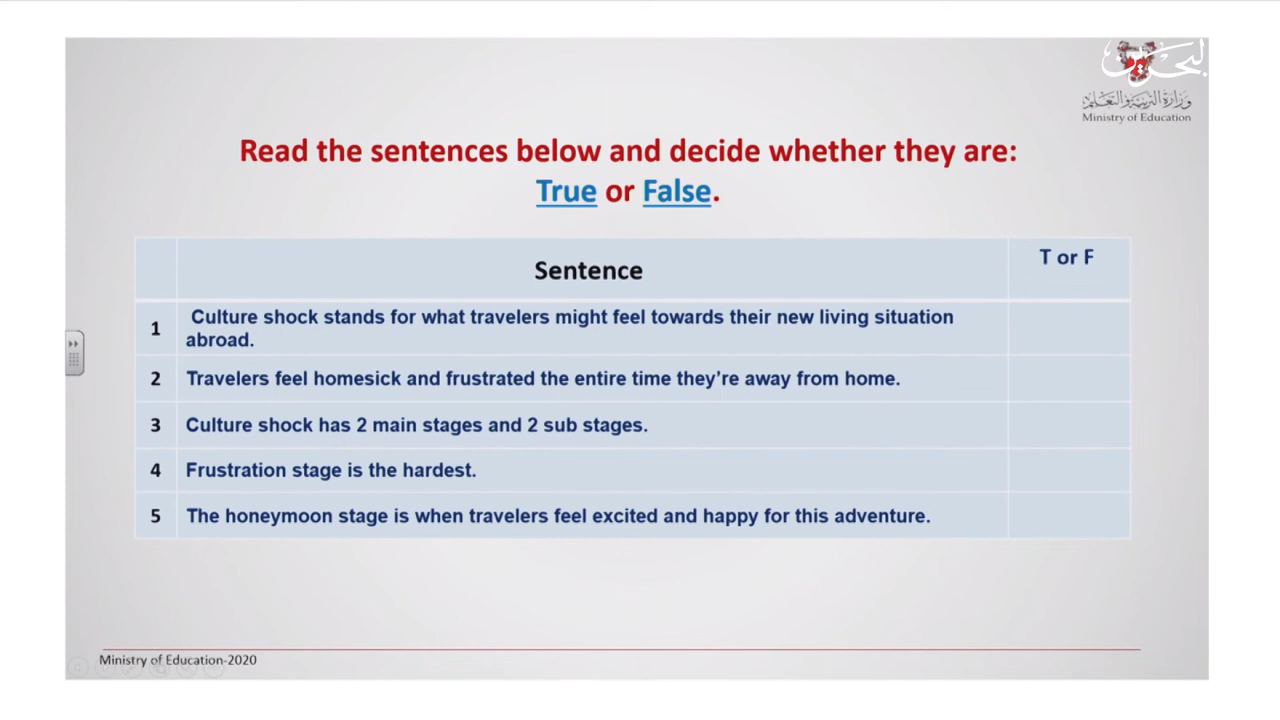 البحرين
وزارة التربية والتعليم
Ministry of Education
Read the sentences below and decide whether they are:
True or False.
Sentence
T or F
1
Culture shock stands for what travelers might feel towards their new living situation
abroad.
2
Travelers feel homesick and frustrated the entire time they’re away from home.
3
Culture shock has 2 main stages and 2 sub stages.
4
Frustration stage is the hardest.
5
The honeymoon stage is when travelers feel excited and happy for this adventure.
Ministry of Education-2020